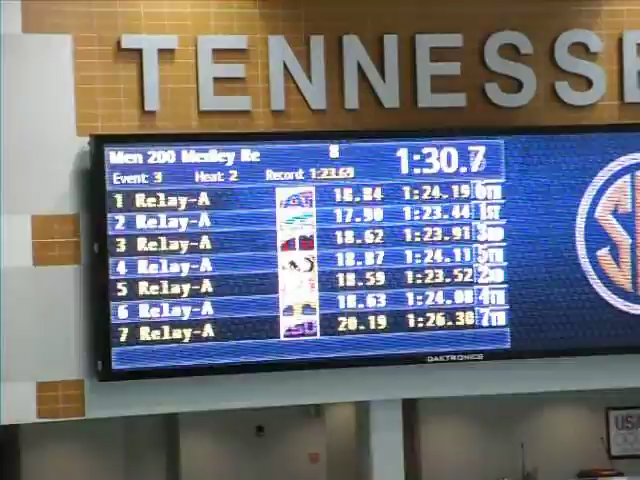 TENNESSE
Men 200 Medley Re 8 1:30.7
Event: 3 Heat: 2 Record: 1:23.69
1 Relay-A 18.84 1:24.19 6TH
2 Relay-A 17.90 1:23.44 1ST
3 Relay-A 18.62 1:23.91 3RD
4 Relay-A 18.87 1:24.11 5TH
5 Relay-A 18.59 1:23.52 2ND
6 Relay-A 18.63 1:24.08 4TH
7 Relay-A LSU 20.19 1:26.30 7TH
DAKTRONICS
USA